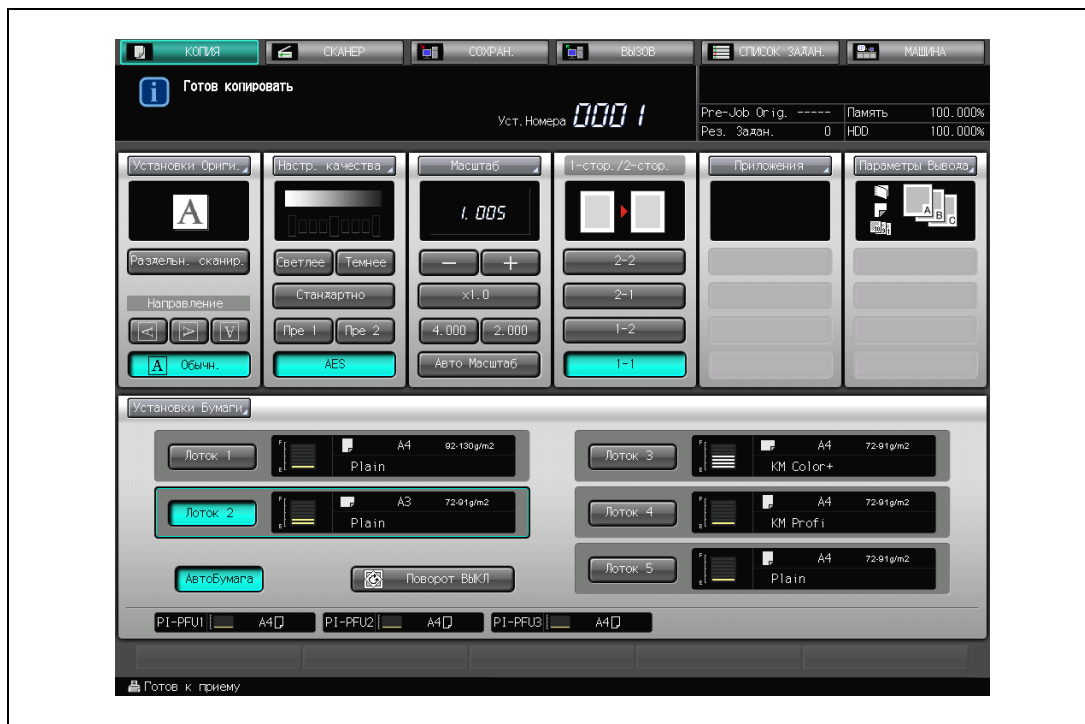 КОПИЯ СКАНЕР СОХРАН. ВЫЗОВ СПИСОК ЗАДАН. МАШИНА
Готов копировать
Уст.Номера 0001
Pre-Job Orig. ----- Память 100.000%
Рез. Задан. 0 HDD 100.000%
Установки Ориги. Настр. качества Масштаб 1-стор./2-стор. Приложения Параметры Вывода
A 1.005 A B C
Раздельн. сканир. Светлее Темнее − + 2-2
Направление Стандартно x1.0 2-1
A A A Пре 1 Пре 2 4.000 2.000 1-2
A Обычн. AES Авто Масштаб 1-1
Установки Бумаги
Лоток 1 F E A4 92-130g/m2 Plain
Лоток 2 F E A3 72-91g/m2 Plain
Лоток 3 F E A4 72-91g/m2 KM Color+
Лоток 4 F E A4 72-91g/m2 KM Profi
Лоток 5 F E A4 72-91g/m2 Plain
АвтоБумага Поворот ВЫКЛ
PI-PFU1 A4 PI-PFU2 A4 PI-PFU3 A4
Готов к приему